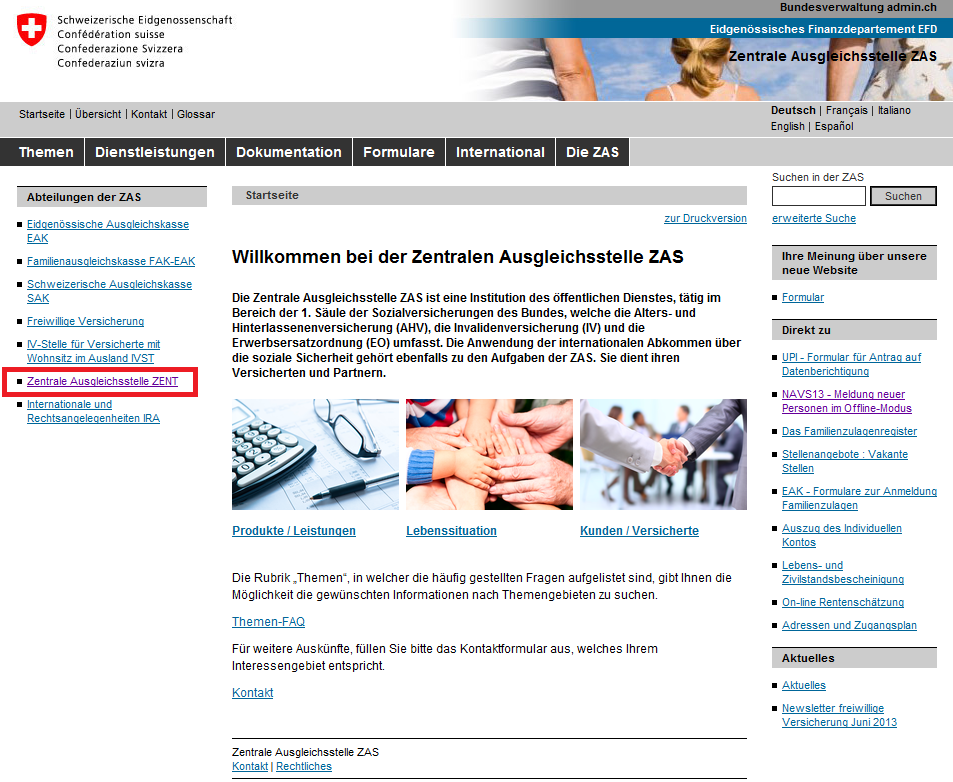 Bundesverwaltung admin.ch
Schweizerische Eidgenossenschaft
Confédération suisse
Confederazione Svizzera
Confederaziun svizra
Eidgenössisches Finanzdepartement EFD
Zentrale Ausgleichsstelle ZAS
Startseite | Übersicht | Kontakt | Glossar
Deutsch | Français | Italiano
English | Español
Themen Dienstleistungen Dokumentation Formulare International Die ZAS
Abteilungen der ZAS
Eidgenössische Ausgleichskasse
EAK
Familienausgleichskasse FAK-EAK
Schweizerische Ausgleichskasse
SAK
Freiwillige Versicherung
IV-Stelle für Versicherte mit
Wohnsitz im Ausland IVST
Zentrale Ausgleichsstelle ZENT
Internationale und
Rechtsangelegenheiten IRA
Startseite
zur Druckversion
Willkommen bei der Zentralen Ausgleichsstelle ZAS
Die Zentrale Ausgleichsstelle ZAS ist eine Institution des öffentlichen Dienstes, tätig im
Bereich der 1. Säule der Sozialversicherungen des Bundes, welche die Alters- und
Hinterlassenenversicherung (AHV), die Invalidenversicherung (IV) und die
Erwerbsersatzordnung (EO) umfasst. Die Anwendung der internationalen Abkommen über
die soziale Sicherheit gehört ebenfalls zu den Aufgaben der ZAS. Sie dient ihren
Versicherten und Partnern.
Produkte / Leistungen Lebenssituation Kunden / Versicherte
Die Rubrik „Themen“, in welcher die häufig gestellten Fragen aufgelistet sind, gibt Ihnen die
Möglichkeit die gewünschten Informationen nach Themengebieten zu suchen.
Themen-FAQ
Für weitere Auskünfte, füllen Sie bitte das Kontaktformular aus, welches Ihrem
Interessengebiet entspricht.
Kontakt
Zentrale Ausgleichsstelle ZAS
Kontakt | Rechtliches
Suchen in der ZAS
Suchen
erweiterte Suche
Ihre Meinung über unsere
neue Website
Formular
Direkt zu
UPI - Formular für Antrag auf
Datenberichtigung
NAVS13 - Meldung neuer
Personen im Offline-Modus
Das Familienzulagenregister
Stellenangebote : Vakante
Stellen
EAK - Formulare zur Anmeldung
Familienzulagen
Auszug des Individuellen
Kontos
Lebens- und
Zivilstandsbescheinigung
On-line Rentenschätzung
Adressen und Zugangsplan
Aktuelles
Aktuelles
Newsletter freiwillige
Versicherung Juni 2013